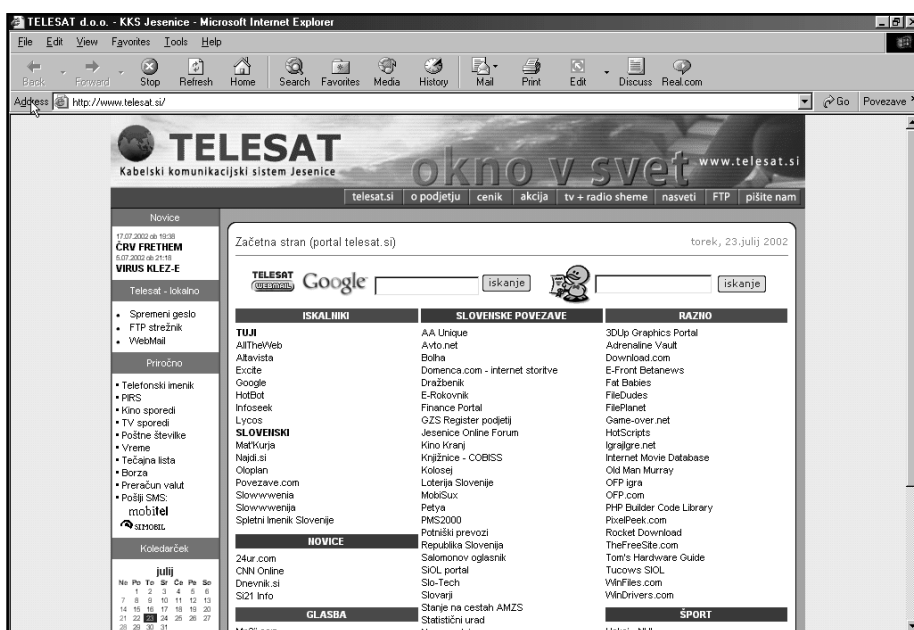 TELESAT d.o.o. - KKS Jesenice - Microsoft Internet Explorer
File Edit View Favorites Tools Help
Back Forward Stop Refresh Home Search Favorites Media History Mail Print Edit Discuss Real.com
Address http://www.telesat.si/ Go Povezave
TELESAT
Kabelski komunikacijski sistem Jesenice
okno v svet
www.telesat.si
telesat.si o podjetju cenik akcija tv + radio sheme nasveti FTP pišite nam
Novice
17.07.2002 ob 19:38
ČRV FRETHEM
5.07.2002 ob 21:18
VIRUS KLEZ-E
Telesat - lokalno
• Spremeni geslo
• FTP strežnik
• WebMail
Priročno
▪ Telefonski imenik
▪ PIRS
▪ Kino sporedi
▪ TV sporedi
▪ Poštne številke
▪ Vreme
▪ Tečajna lista
▪ Borza
▪ Preračun valut
▪ Pošlji SMS:
mobitel
SIMOBIL
Koledarček
julij
Ne Po To Sr Če Pe So
1 2 3 4 5 6
7 8 9 10 11 12 13
14 15 16 17 18 19 20
21 22 23 24 25 26 27
28 29 30 31
Začetna stran (portal telesat.si)
torek, 23.julij 2002
TELESAT
WEBMAIL
Google
iskanje
iskanje
ISKALNIKI
TUJI
AllTheWeb
Altavista
Excite
Google
HotBot
Infoseek
Lycos
SLOVENSKI
Mat'Kurja
Najdi.si
Oloplan
Povezave.com
Slowwwenia
Slowwwenija
Spletni Imenik Slovenije
NOVICE
24ur.com
CNN Online
Dnevnik.si
Si21 Info
GLASBA
SLOVENSKE POVEZAVE
AA Unique
Avto.net
Bolha
Domenca.com - internet storitve
Dražbenik
E-Rokovnik
Finance Portal
GZS Register podjetij
Jesenice Online Forum
Kino Kranj
Knjižnice - COBISS
Kolosej
Loterija Slovenije
MobiSux
Petya
PMS2000
Potniški prevozi
Republika Slovenija
Salomonov oglasnik
SiOL portal
Slo-Tech
Slovarji
Stanje na cestah AMZS
Statistični urad
RAZNO
3DUp Graphics Portal
Adrenaline Vault
Download.com
E-Front Betanews
Fat Babies
FileDudes
FilePlanet
Game-over.net
HotScripts
Igrajlgre.net
Internet Movie Database
Old Man Murray
OFP igra
OFP.com
PHP Builder Code Library
PixelPeek.com
Rocket Download
TheFreeSite.com
Tom's Hardware Guide
Tucows SiOL
WinFiles.com
WinDrivers.com
ŠPORT